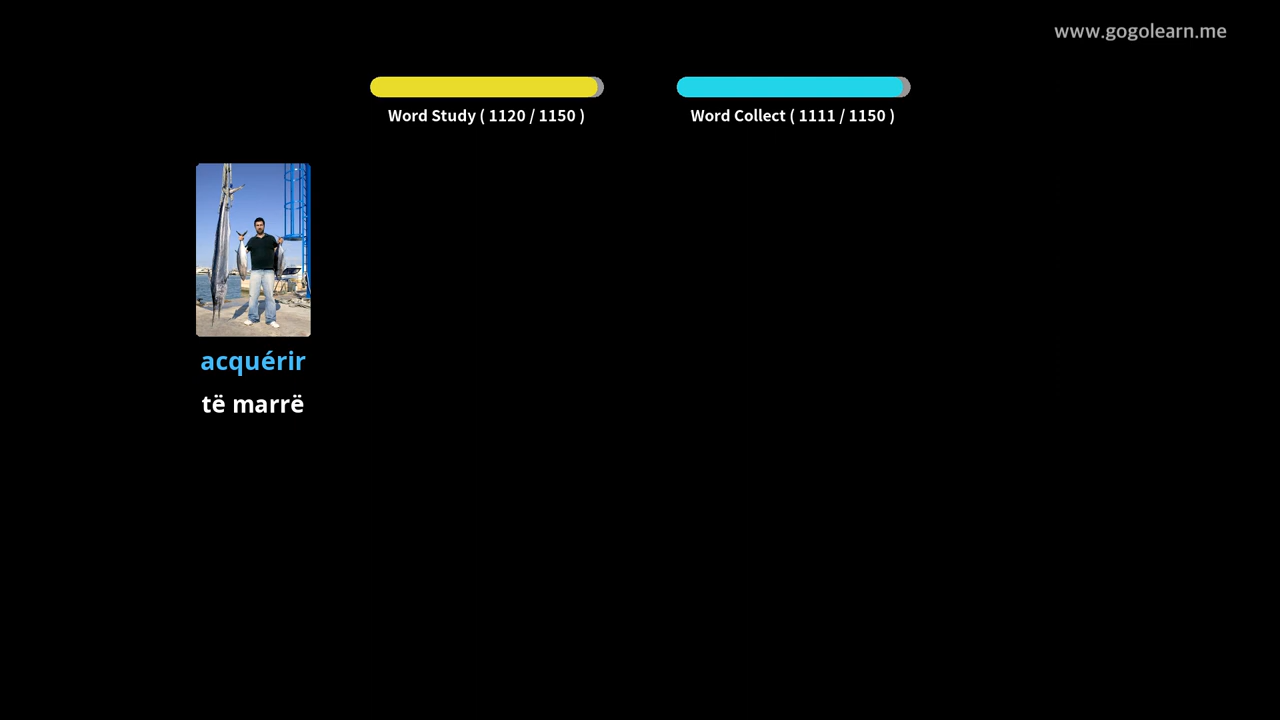 www.gogolearn.me
Word Study ( 1120 / 1150 )
Word Collect ( 1111 / 1150 )
acquérir
të marrë